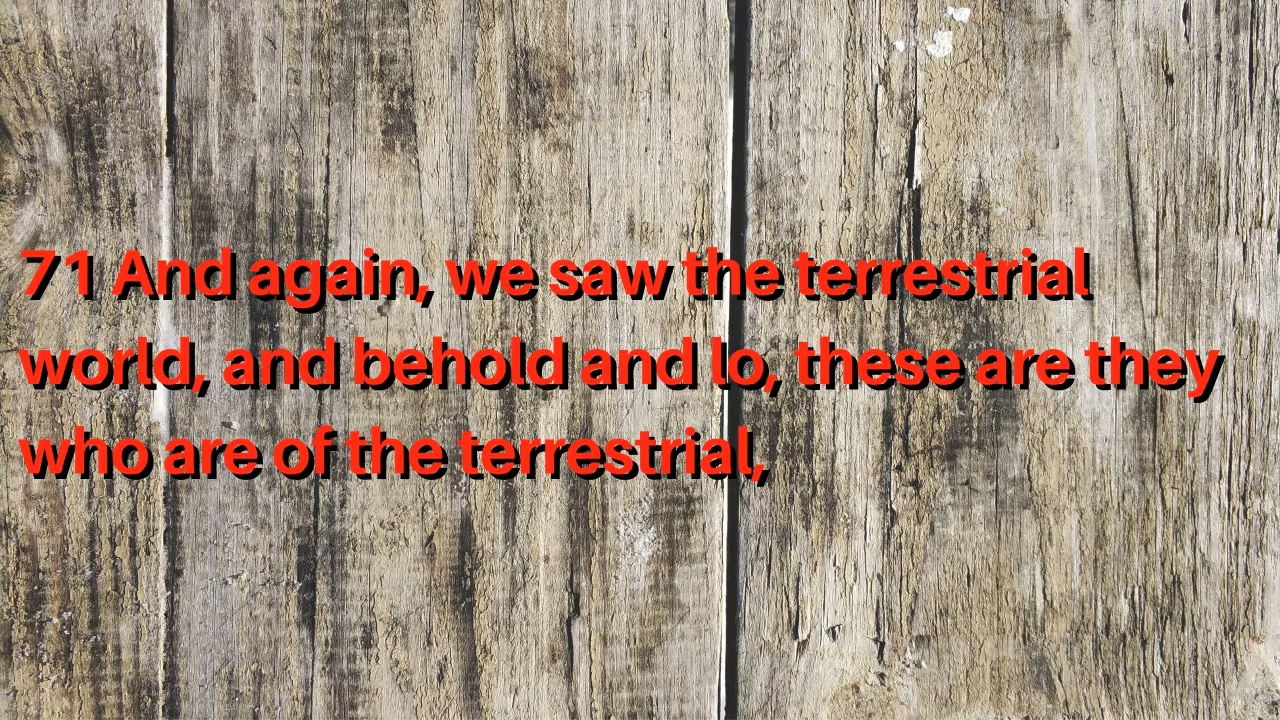 71 And again, we saw the terrestrial
world, and behold and lo, these are they
who are of the terrestrial,